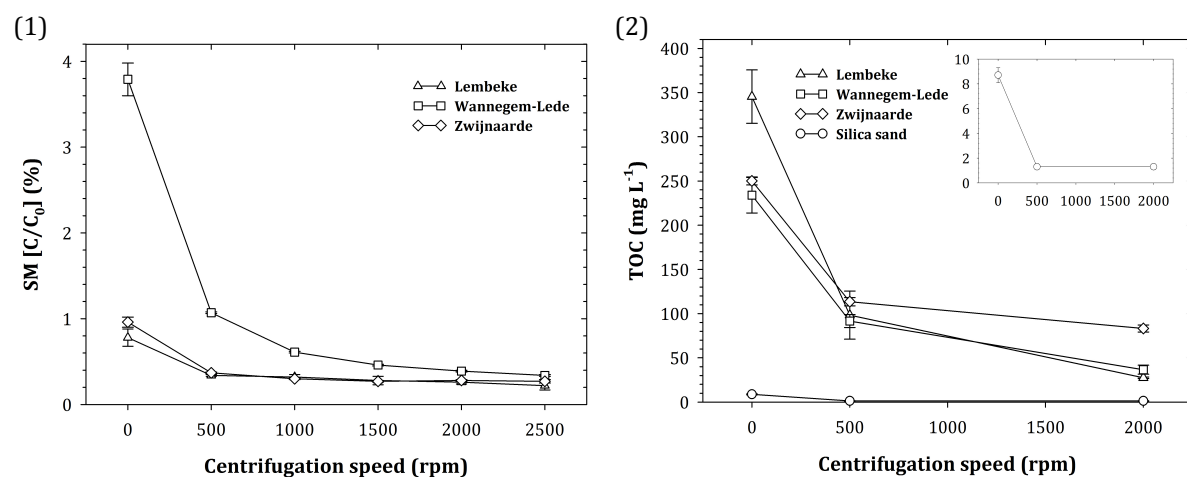 (1)
SM [C/C0] (%)
4
3
2
1
0
Lembeke
Wannegem-Lede
Zwijnaarde
0 500 1000 1500 2000 2500
Centrifugation speed (rpm)
(2)
TOC (mg L-1)
400
350
300
250
200
150
100
50
0
Lembeke
Wannegem-Lede
Zwijnaarde
Silica sand
10
8
6
4
2
0
0 500 1000 1500 2000
0 500 1000 1500 2000
Centrifugation speed (rpm)